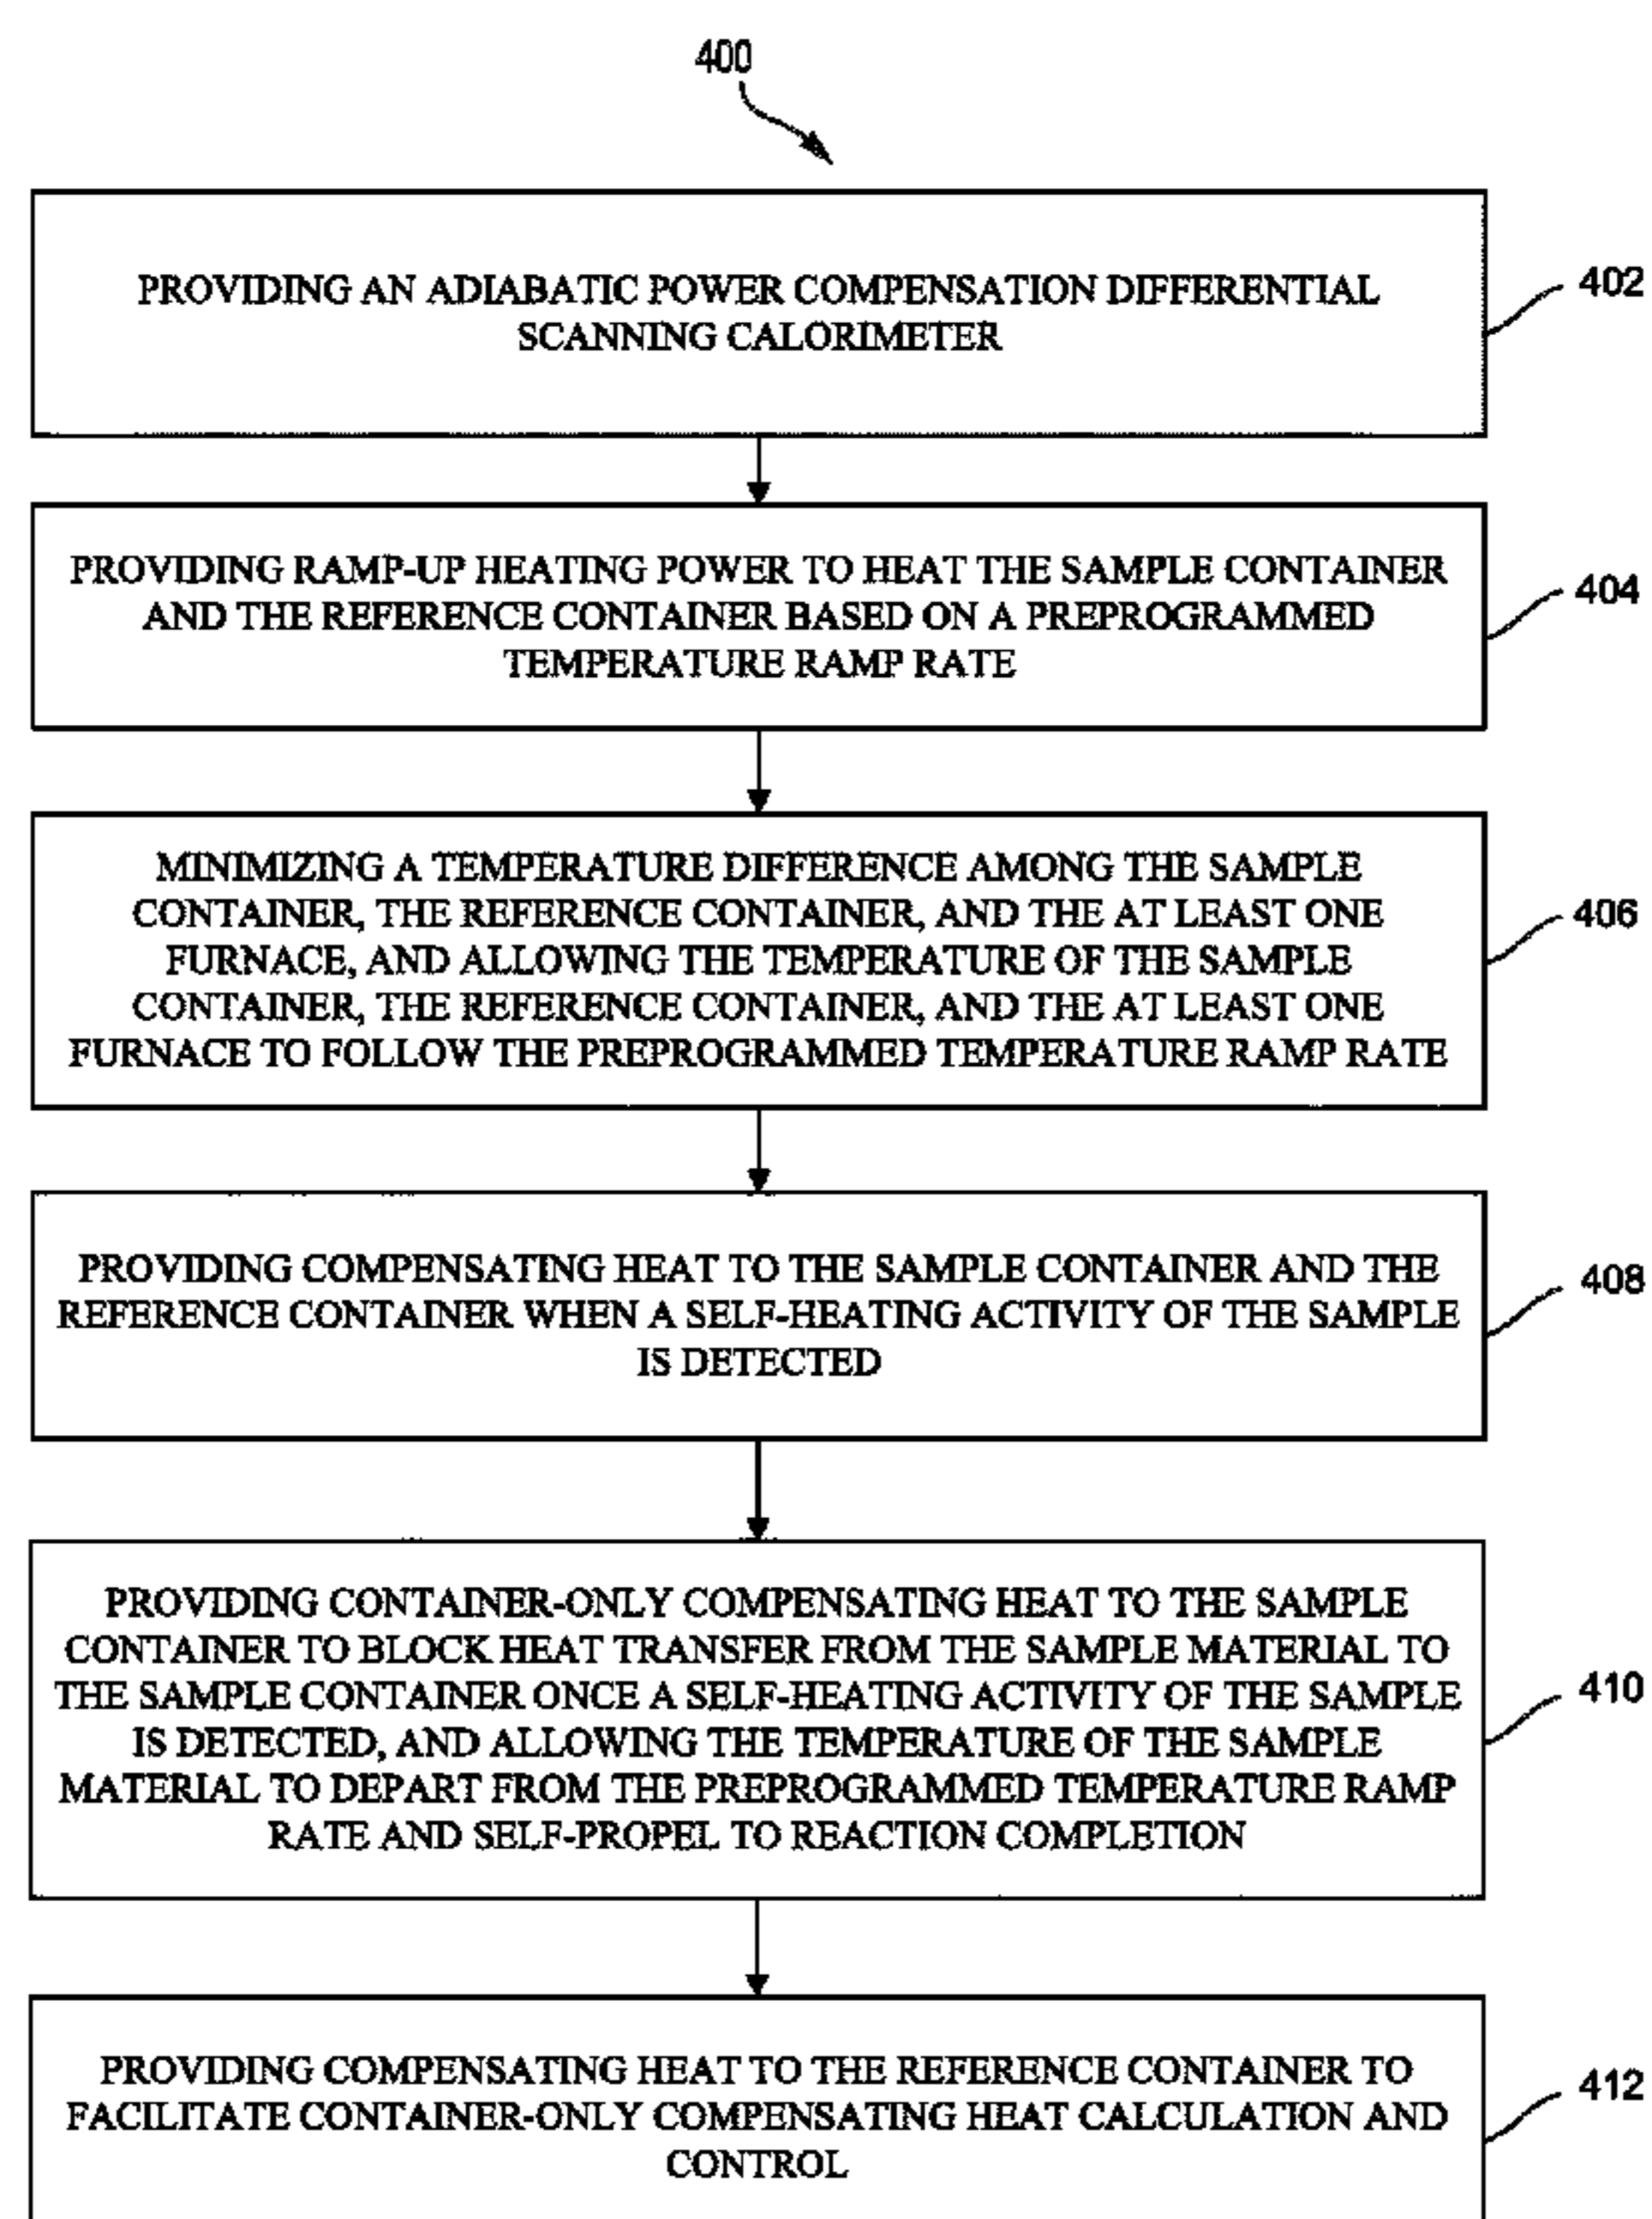 400
PROVIDING AN ADIABATIC POWER COMPENSATION DIFFERENTIAL
SCANNING CALORIMETER
402
PROVIDING RAMP-UP HEATING POWER TO HEAT THE SAMPLE CONTAINER
AND THE REFERENCE CONTAINER BASED ON A PREPROGRAMMED
TEMPERATURE RAMP RATE
404
MINIMIZING A TEMPERATURE DIFFERENCE AMONG THE SAMPLE
CONTAINER, THE REFERENCE CONTAINER, AND THE AT LEAST ONE
FURNACE, AND ALLOWING THE TEMPERATURE OF THE SAMPLE
CONTAINER, THE REFERENCE CONTAINER, AND THE AT LEAST ONE
FURNACE TO FOLLOW THE PREPROGRAMMED TEMPERATURE RAMP RATE
406
PROVIDING COMPENSATING HEAT TO THE SAMPLE CONTAINER AND THE
REFERENCE CONTAINER WHEN A SELF-HEATING ACTIVITY OF THE SAMPLE
IS DETECTED
408
PROVIDING CONTAINER-ONLY COMPENSATING HEAT TO THE SAMPLE
CONTAINER TO BLOCK HEAT TRANSFER FROM THE SAMPLE MATERIAL TO
THE SAMPLE CONTAINER ONCE A SELF-HEATING ACTIVITY OF THE SAMPLE
IS DETECTED, AND ALLOWING THE TEMPERATURE OF THE SAMPLE
MATERIAL TO DEPART FROM THE PREPROGRAMMED TEMPERATURE RAMP
RATE AND SELF-PROPEL TO REACTION COMPLETION
410
PROVIDING COMPENSATING HEAT TO THE REFERENCE CONTAINER TO
FACILITATE CONTAINER-ONLY COMPENSATING HEAT CALCULATION AND
CONTROL
412